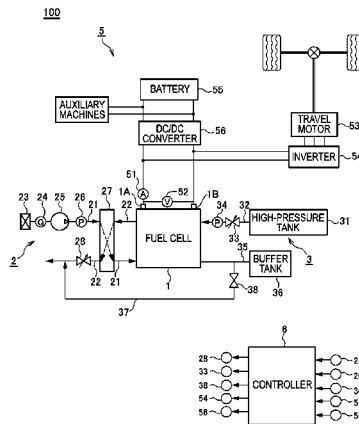 100
5
BATTERY
55
AUXILIARY
MACHINES
DC/DC
CONVERTER
56
TRAVEL
MOTOR
53
INVERTER
54
51
A
1A
V
52
1B
23
24
25
26
27
21
22
34
32
31
Q
P
P
HIGH-PRESSURE
TANK
33
FUEL CELL
35
BUFFER
TANK
3
36
2
28
22
21
1
38
37
6
28
33
38
54
56
CONTROLLER